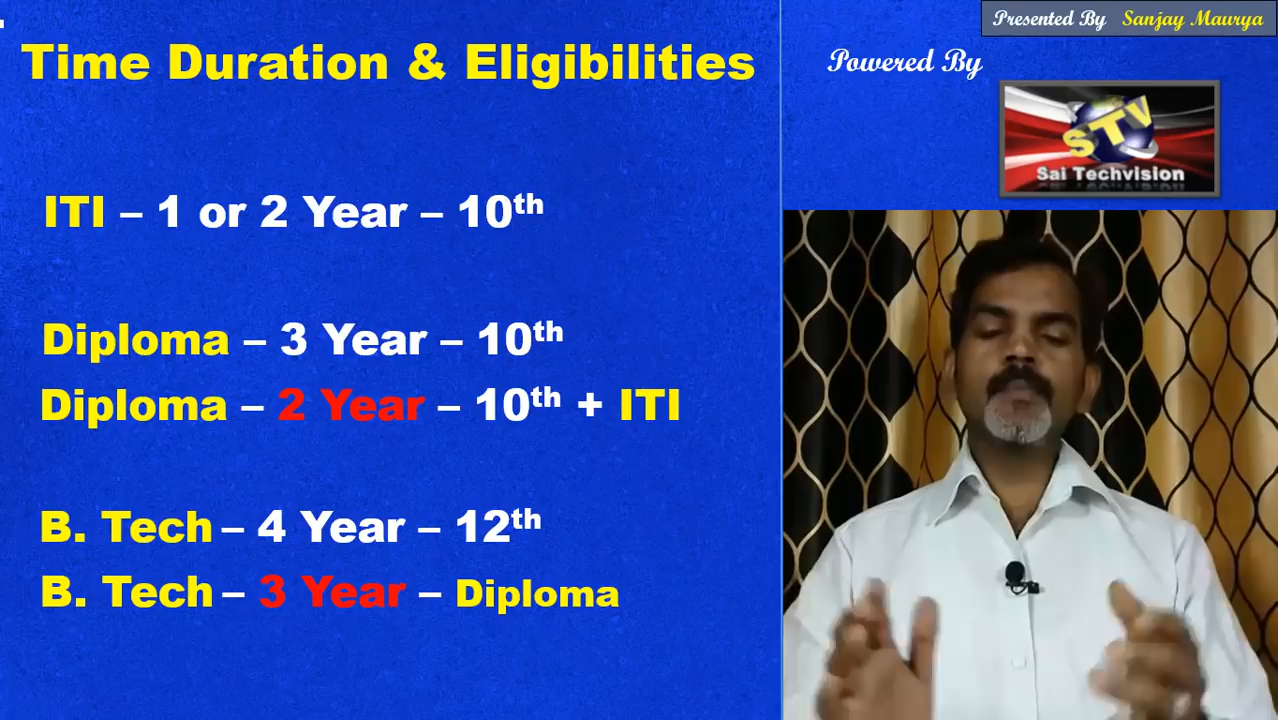 Presented By Sanjay Maurya
Time Duration & Eligibilities
Powered By
STV
Sai Techvision
ITI – 1 or 2 Year – 10th
Diploma – 3 Year – 10th
Diploma – 2 Year – 10th + ITI
B. Tech – 4 Year – 12th
B. Tech – 3 Year – Diploma